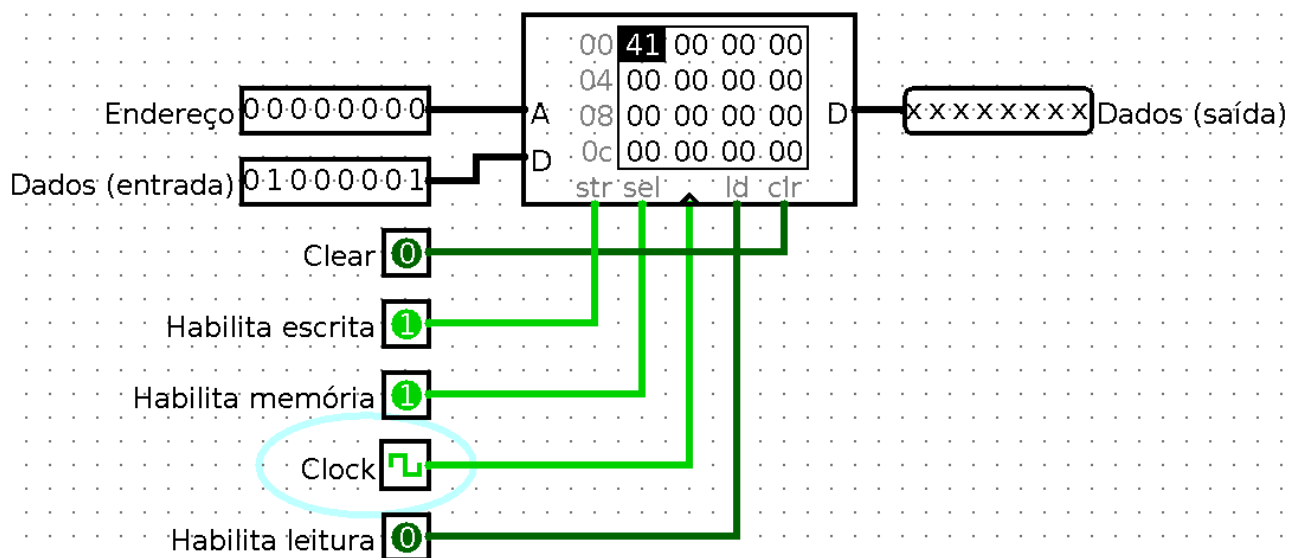 00 41 00 00 00
04 00 00 00 00
Endereço 00000000 A 08 00 00 00 00 D xxxxxxxx Dados (saída)
0c 00 00 00 00
Dados (entrada) 01000001 D
str sel ld clr
Clear 0
Habilita escrita 1
Habilita memória 1
Clock
Habilita leitura 0